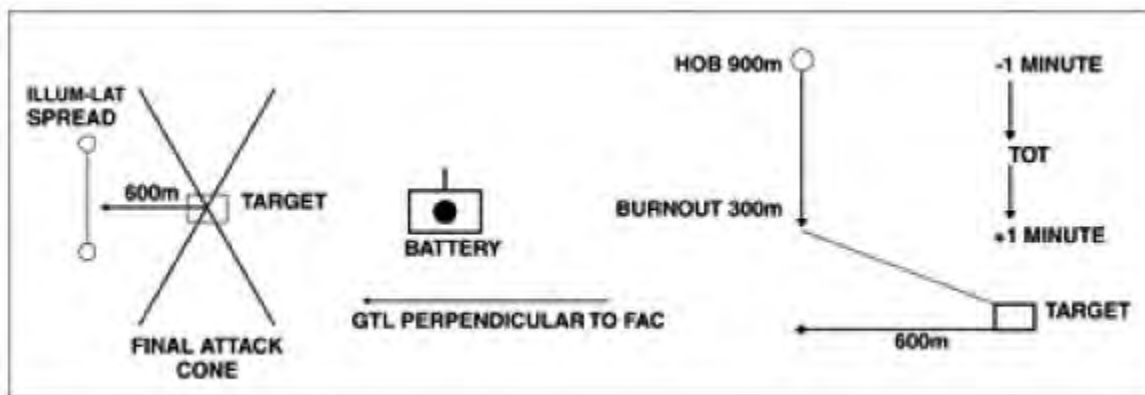 ILLUM-LAT
SPREAD
600m
TARGET
FINAL ATTACK
CONE
BATTERY
GTL PERPENDICULAR TO FAC
HOB 900m
BURNOUT 300m
-1 MINUTE
TOT
+1 MINUTE
TARGET
600m